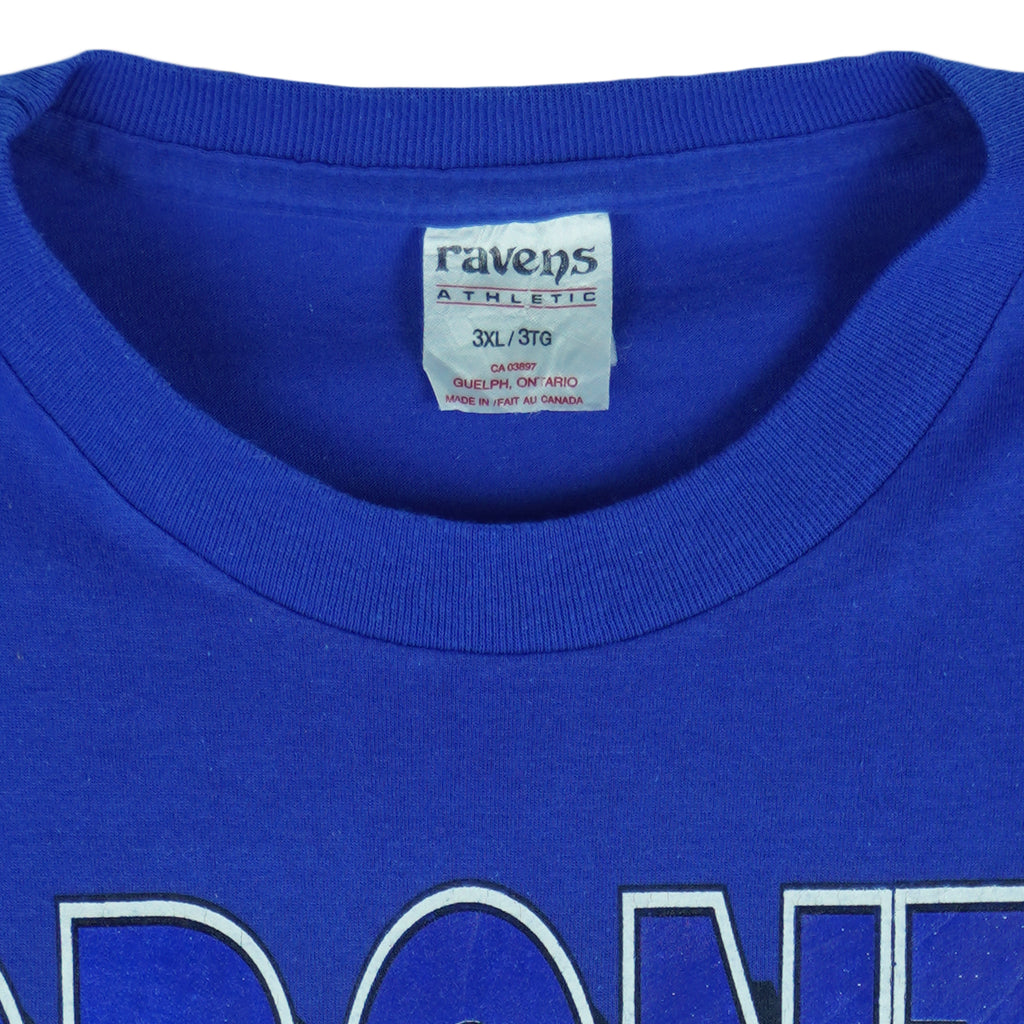 ravens
ATHLETIC
3XL / 3TG
CA 03897
GUELPH, ONTARIO
MADE IN / FAIT AU CANADA